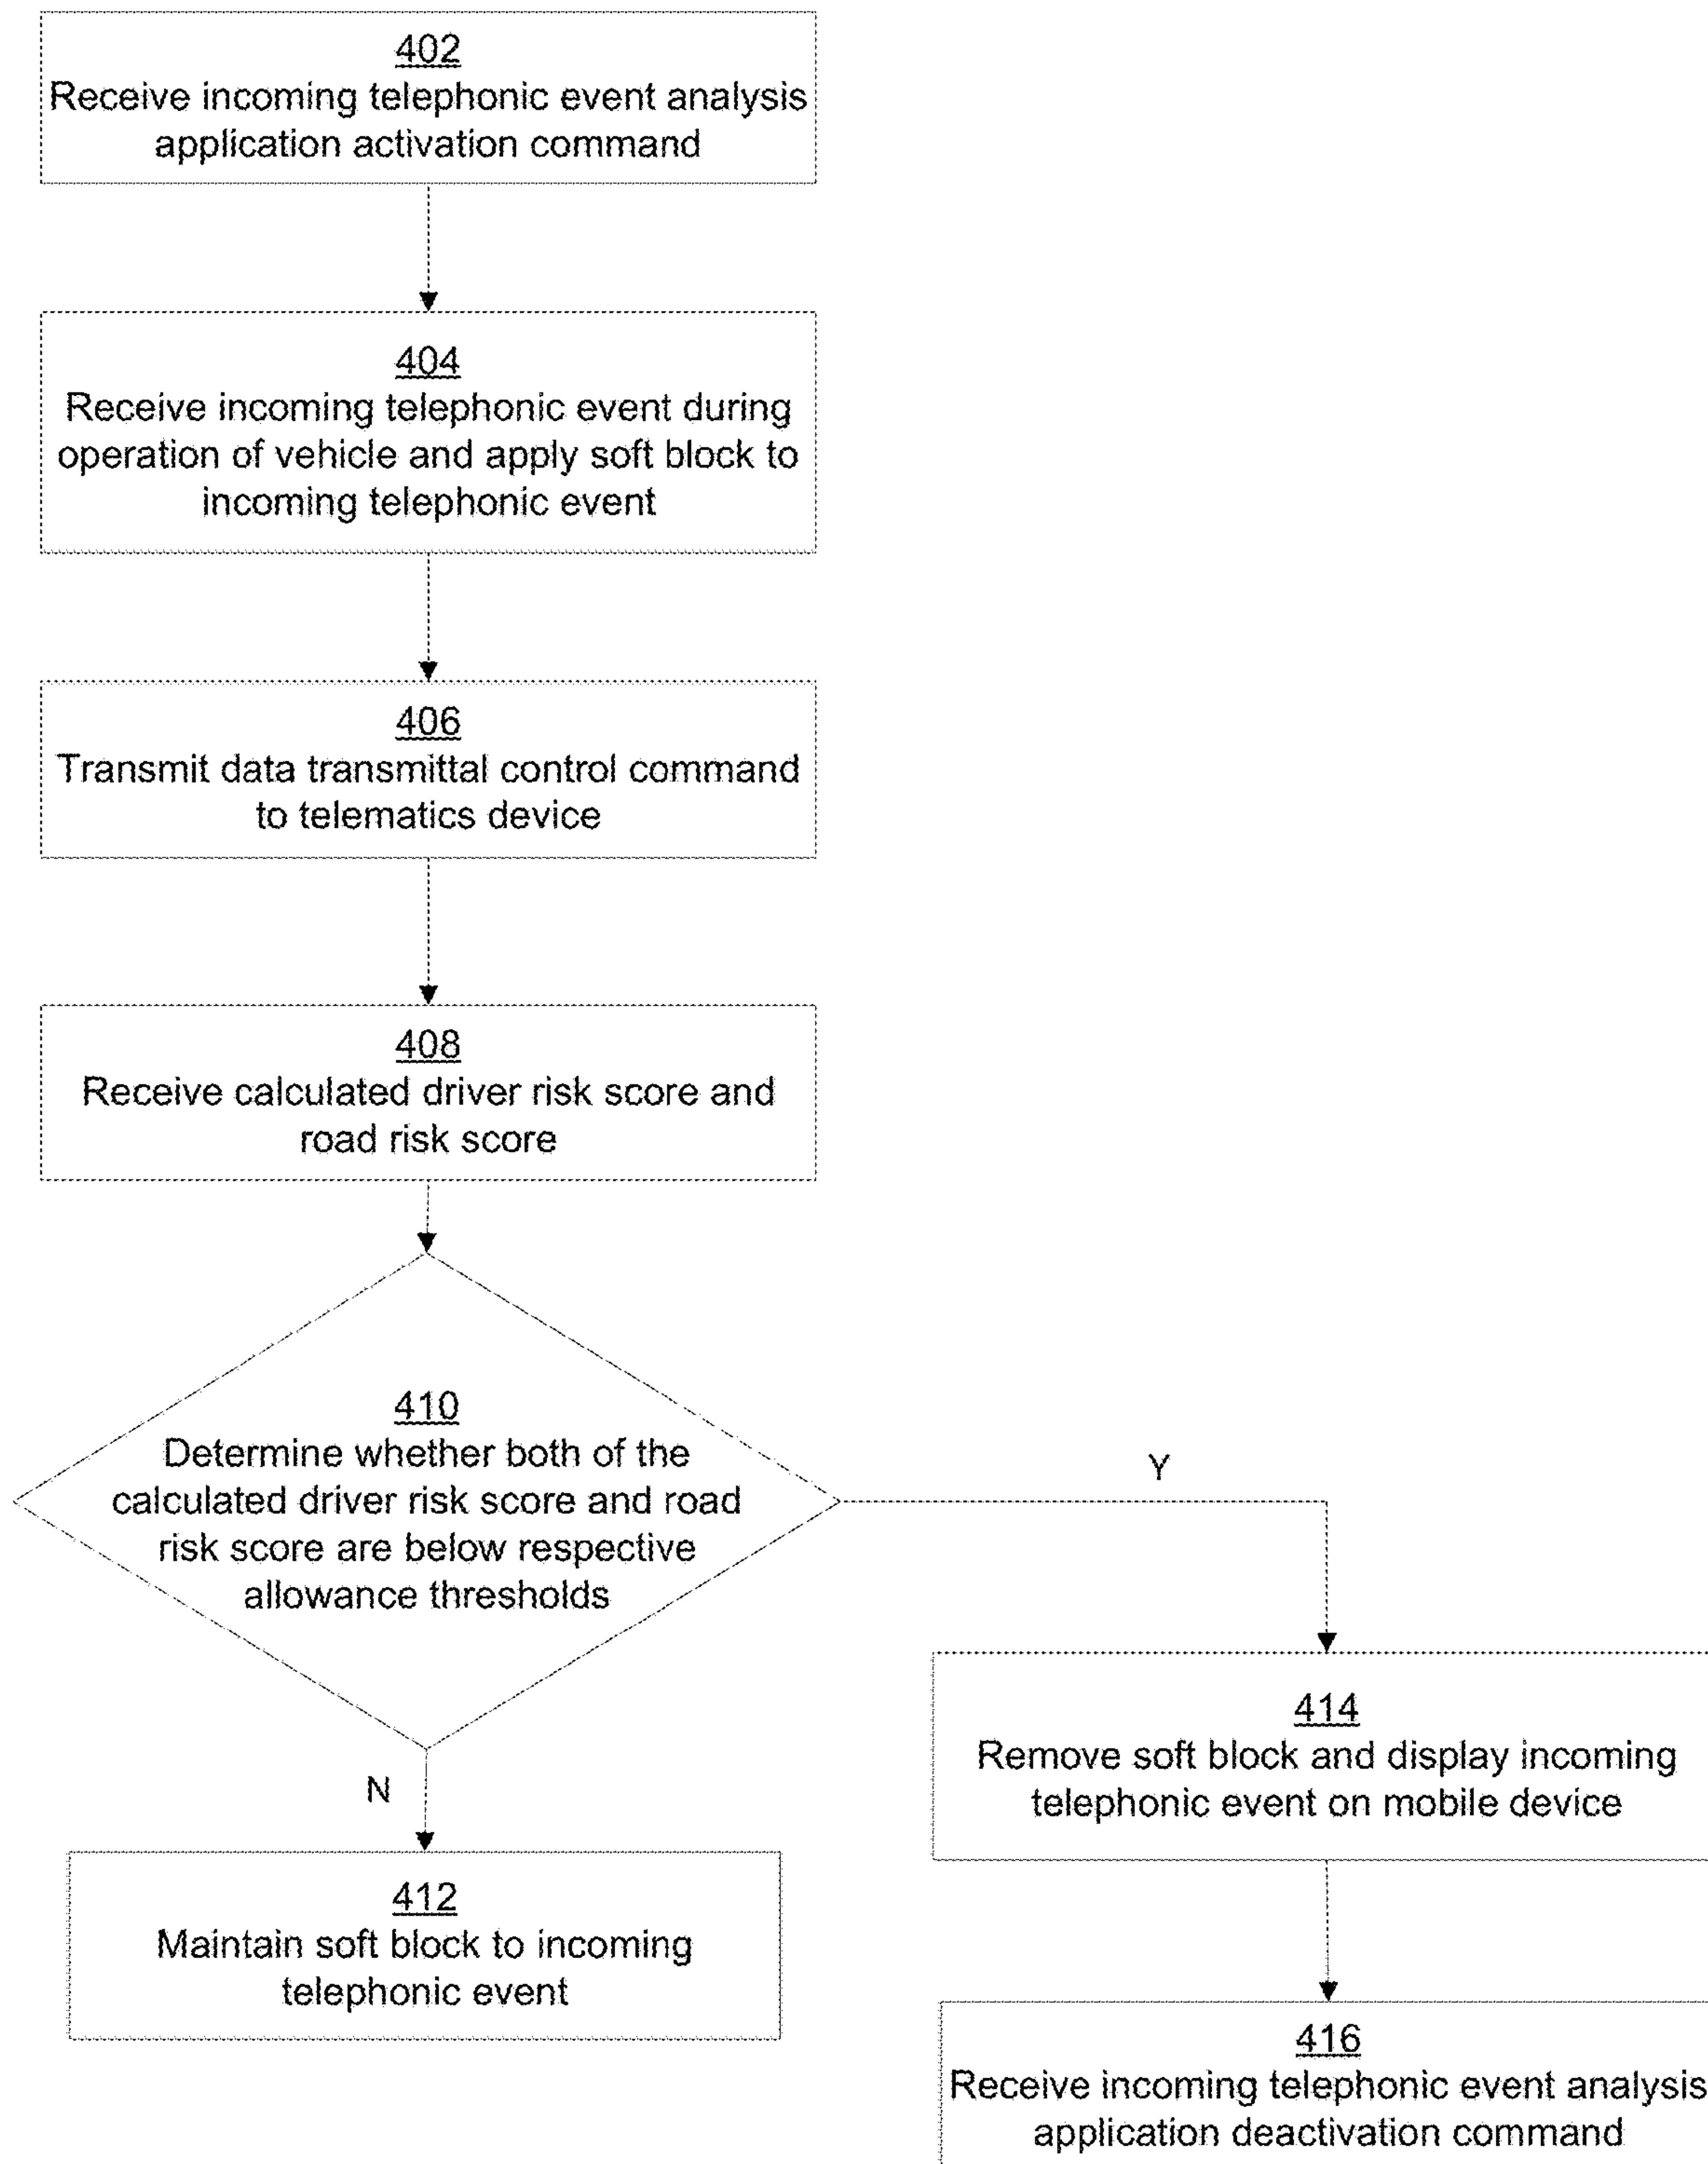 402
Receive incoming telephonic event analysis
application activation command
404
Receive incoming telephonic event during
operation of vehicle and apply soft block to
incoming telephonic event
406
Transmit data transmittal control command
to telematics device
408
Receive calculated driver risk score and
road risk score
410
Determine whether both of the
calculated driver risk score and road
risk score are below respective
allowance thresholds
Y
N
414
Remove soft block and display incoming
telephonic event on mobile device
412
Maintain soft block to incoming
telephonic event
416
Receive incoming telephonic event analysis
application deactivation command